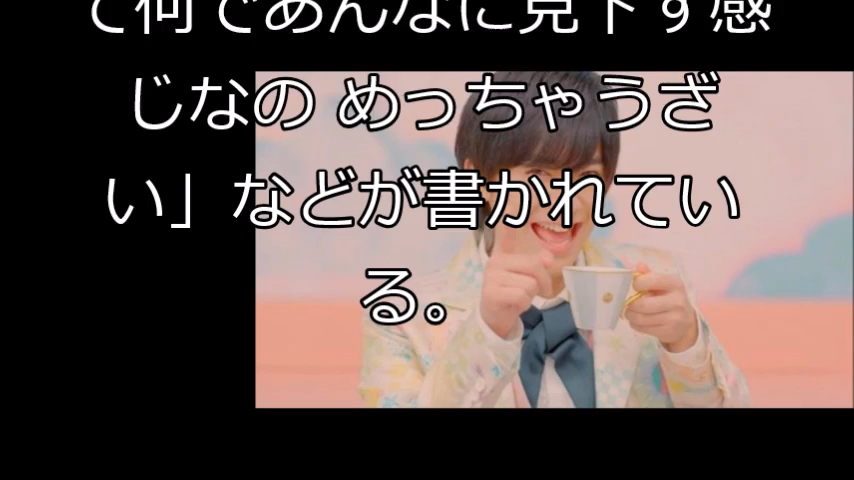 て何であんなに見下す感
じなの めっちゃうざ
い」などが書かれてい
る。